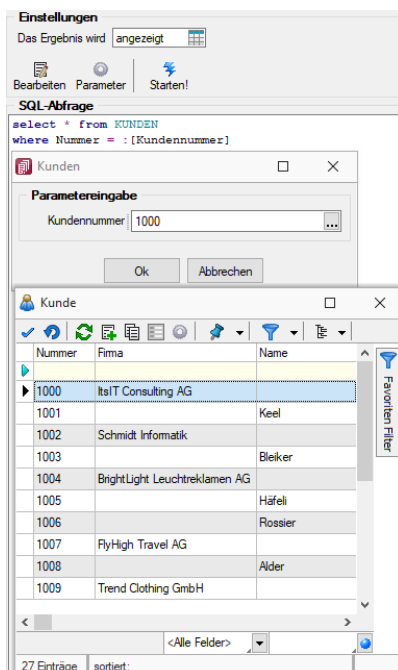 Einstellungen
Das Ergebnis wird angezeigt
Bearbeiten Parameter Starten!
SQL-Abfrage
select * from KUNDEN
where Nummer = :[Kundennummer]
Kunden
Parametereingabe
Kundennummer 1000 ...
Ok Abbrechen
Kunde
Nummer Firma Name
1000 ItsIT Consulting AG
1001 Keel
1002 Schmidt Informatik
1003 Bleiker
1004 BrightLight Leuchtreklamen AG
1005 Häfeli
1006 Rossier
1007 FlyHigh Travel AG
1008 Alder
1009 Trend Clothing GmbH
Favoriten Filter
<Alle Felder>
27 Einträge sortiert: